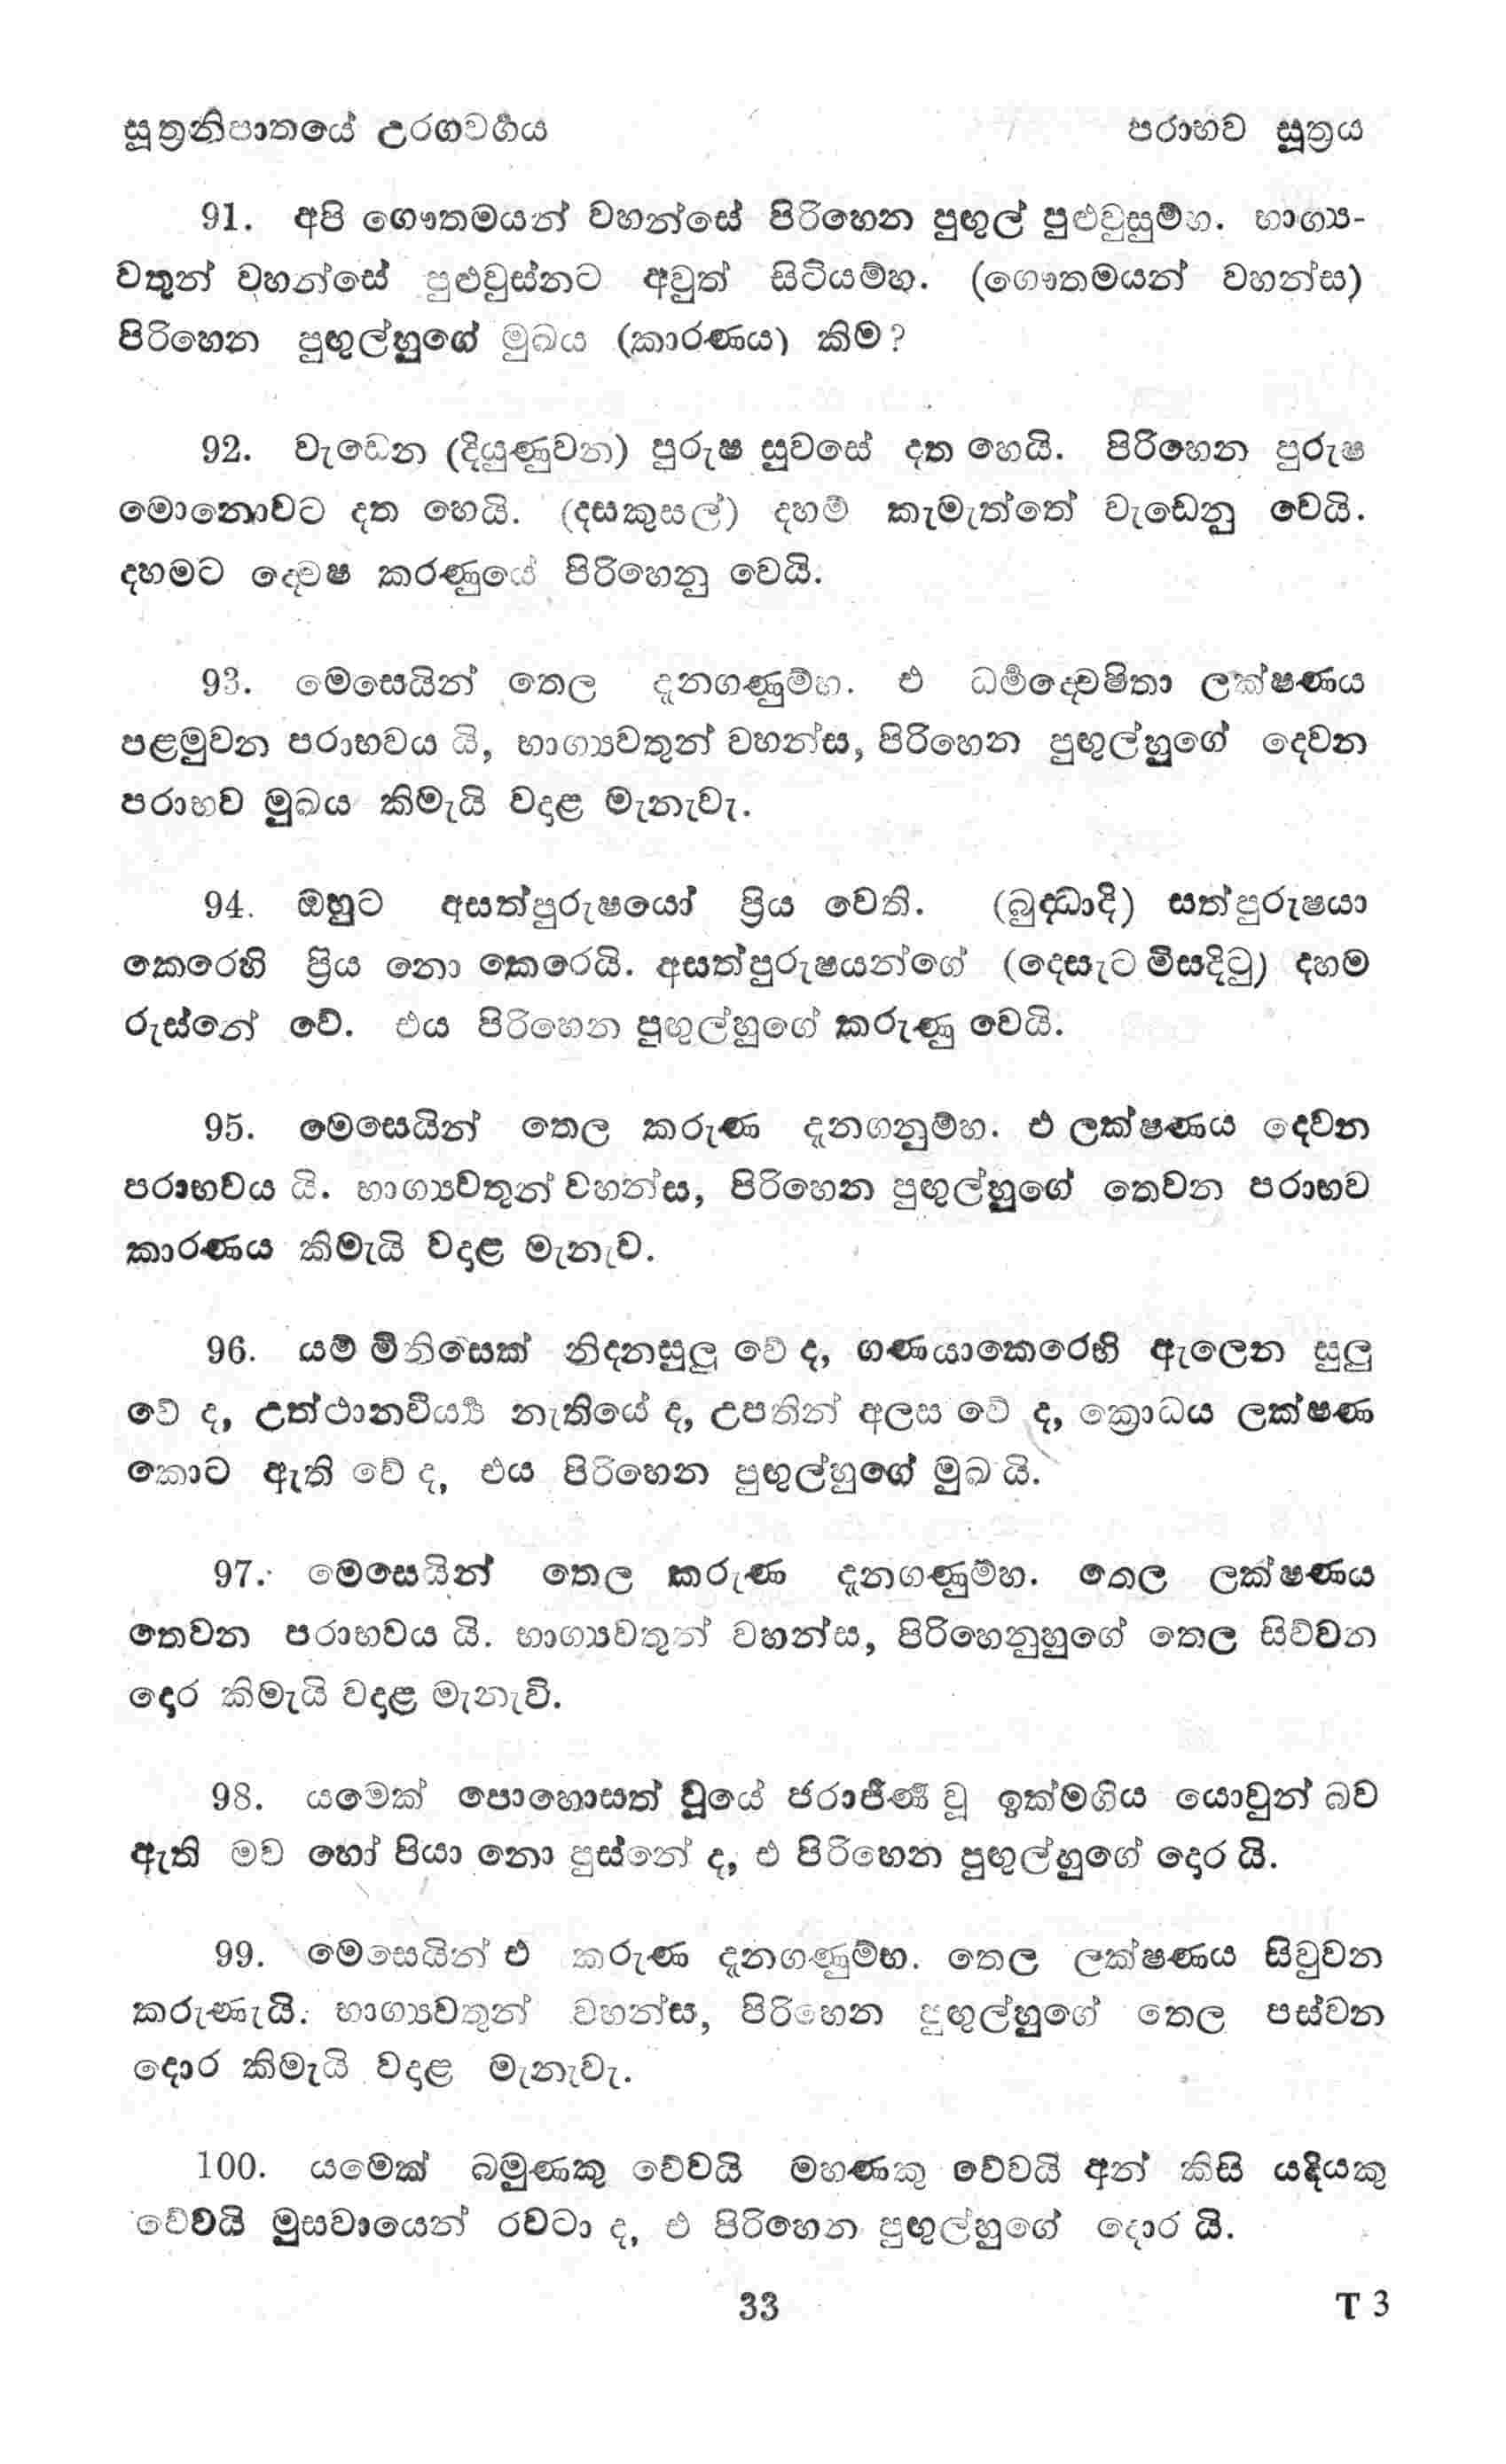 සූත්‍රනිපාතයේ උරගවර්‍ගය
පරාභව සූත්‍රය
91. අපි ගෞතමයන් වහන්සේ පිරිහෙන පුඟුල් පුළුවුසුම්හ. භාග්‍ය-
වතුන් වහන්සේ පුළුවුස්නට අවුත් සිටියම්හ. (ගෞතමයන් වහන්ස)
පිරිහෙන පුඟුල්හුගේ මුඛය (කාරණය) කිම?
92. වැඩෙන (දියුණුවන) පුරුෂ සුවසේ දත හෙයි. පිරිහෙන පුරුෂ
මොනොවට දත හෙයි. (දසකුසල්) දහම් කැමැත්තේ වැඩෙනු වෙයි.
දහමට ද්‍වෙෂ කරණුයේ පිරිහෙනු වෙයි.
93. මෙසෙයින් තෙල දැනගණුම්හ. එ ධර්‍මද්‍වෙෂිතා ලක්ෂණය
පළමුවන පරාභවය යි, භාග්‍යවතුන් වහන්ස, පිරිහෙන පුඟුල්හුගේ දෙවන
පරාභව මුඛය කිමැයි වදාළ මැනැවැ.
94. ඔහුට අසත්පුරුෂයෝ ප්‍රිය වෙති. (බුද්ධාදි) සත්පුරුෂයා
කෙරෙහි ප්‍රිය නො කෙරෙයි. අසත්පුරුෂයන්ගේ (දෙසැට මිසදිටු) දහම
රුස්නේ වේ. එය පිරිහෙන පුඟුල්හුගේ කරුණු වෙයි.
95. මෙසෙයින් තෙල කරුණ දැනගනුම්හ. එ ලක්ෂණය දෙවන
පරාභවය යි. භාග්‍යවතුන් වහන්ස, පිරිහෙන පුඟුල්හුගේ තෙවන පරාභව
කාරණය කිමැයි වදාළ මැනැව.
96. යම් මිනිසෙක් නිදනසුලු වේ ද, ගණයාකෙරෙහි ඇලෙන සුලු
වේ ද, උත්ථානවීර්‍ය්‍ය නැතියේ ද, උපතින් අලස වේ ද, ක්‍රොධය ලක්ෂණ
කොට ඇති වේ ද, එය පිරිහෙන පුඟුල්හුගේ මුඛ යි.
97. මෙසෙයින් තෙල කරුණ දැනගණුම්හ. තෙල ලක්ෂණය
තෙවන පරාභවය යි. භාග්‍යවතුන් වහන්ස, පිරිහෙනුහුගේ තෙල සිව්වන
දොර කිමැයි වදාළ මැනැවි.
98. යමෙක් පොහොසත් වූයේ ජරාජීර්‍ණ වූ ඉක්මගිය යොවුන් බව
ඇති මව හෝ පියා නො පුස්නේ ද, එ පිරිහෙන පුඟුල්හුගේ දොර යි.
99. මෙසෙයින් එ කරුණ දැනගණුම්හ. තෙල ලක්ෂණය සිවුවන
කරුණැයි. භාග්‍යවතුන් වහන්ස, පිරිහෙන පුඟුල්හුගේ තෙල පස්වන
දොර කිමැයි වදාළ මැනැවැ.
100. යමෙක් බමුණකු වේවයි මහණකු වේවයි අන් කිසි යදියකු
වේවයි මුසවායෙන් රවටා ද, එ පිරිහෙන පුඟුල්හුගේ දොර යි.
33
T 3